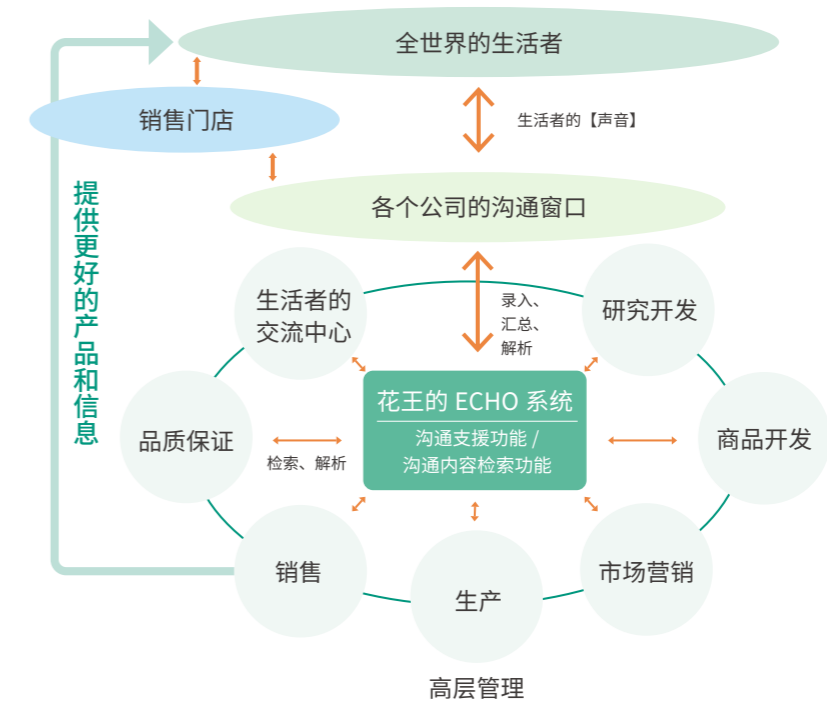 全世界的生活者
销售门店
生活者的【声音】
各个公司的沟通窗口
提供更好的产品和信息
录入、
汇总、
解析
生活者的
交流中心
研究开发
花王的 ECHO 系统
沟通支援功能 /
沟通内容检索功能
品质保证
检索、解析
商品开发
销售
生产
市场营销
高层管理